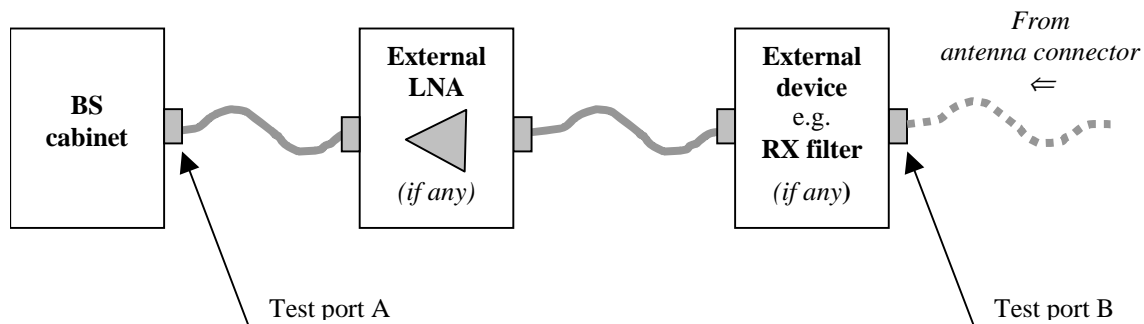 BS
cabinet
External
LNA
(if any)
External
device
e.g.
RX filter
(if any)
From
antenna connector
⇐
Test port A
Test port B